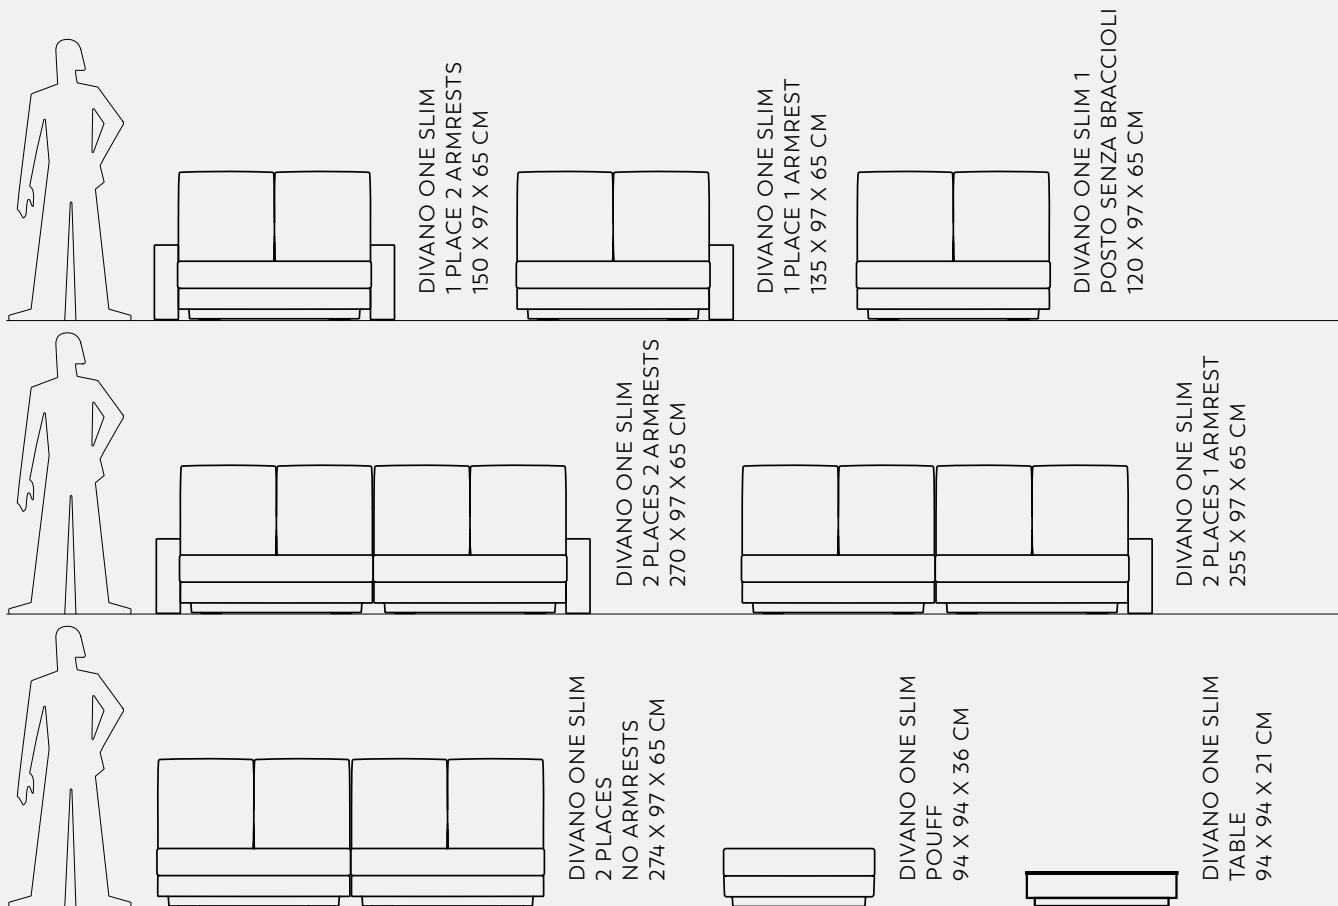 DIVANO ONE SLIM
1 PLACE 2 ARMRESTS
150 X 97 X 65 CM
DIVANO ONE SLIM
1 PLACE 1 ARMREST
135 X 97 X 65 CM
DIVANO ONE SLIM 1
POSTO SENZA BRACCIOLI
120 X 97 X 65 CM
DIVANO ONE SLIM
2 PLACES 2 ARMRESTS
270 X 97 X 65 CM
DIVANO ONE SLIM
2 PLACES 1 ARMREST
255 X 97 X 65 CM
DIVANO ONE SLIM
2 PLACES
NO ARMRESTS
274 X 97 X 65 CM
DIVANO ONE SLIM
POUFF
94 X 94 X 36 CM
DIVANO ONE SLIM
TABLE
94 X 94 X 21 CM